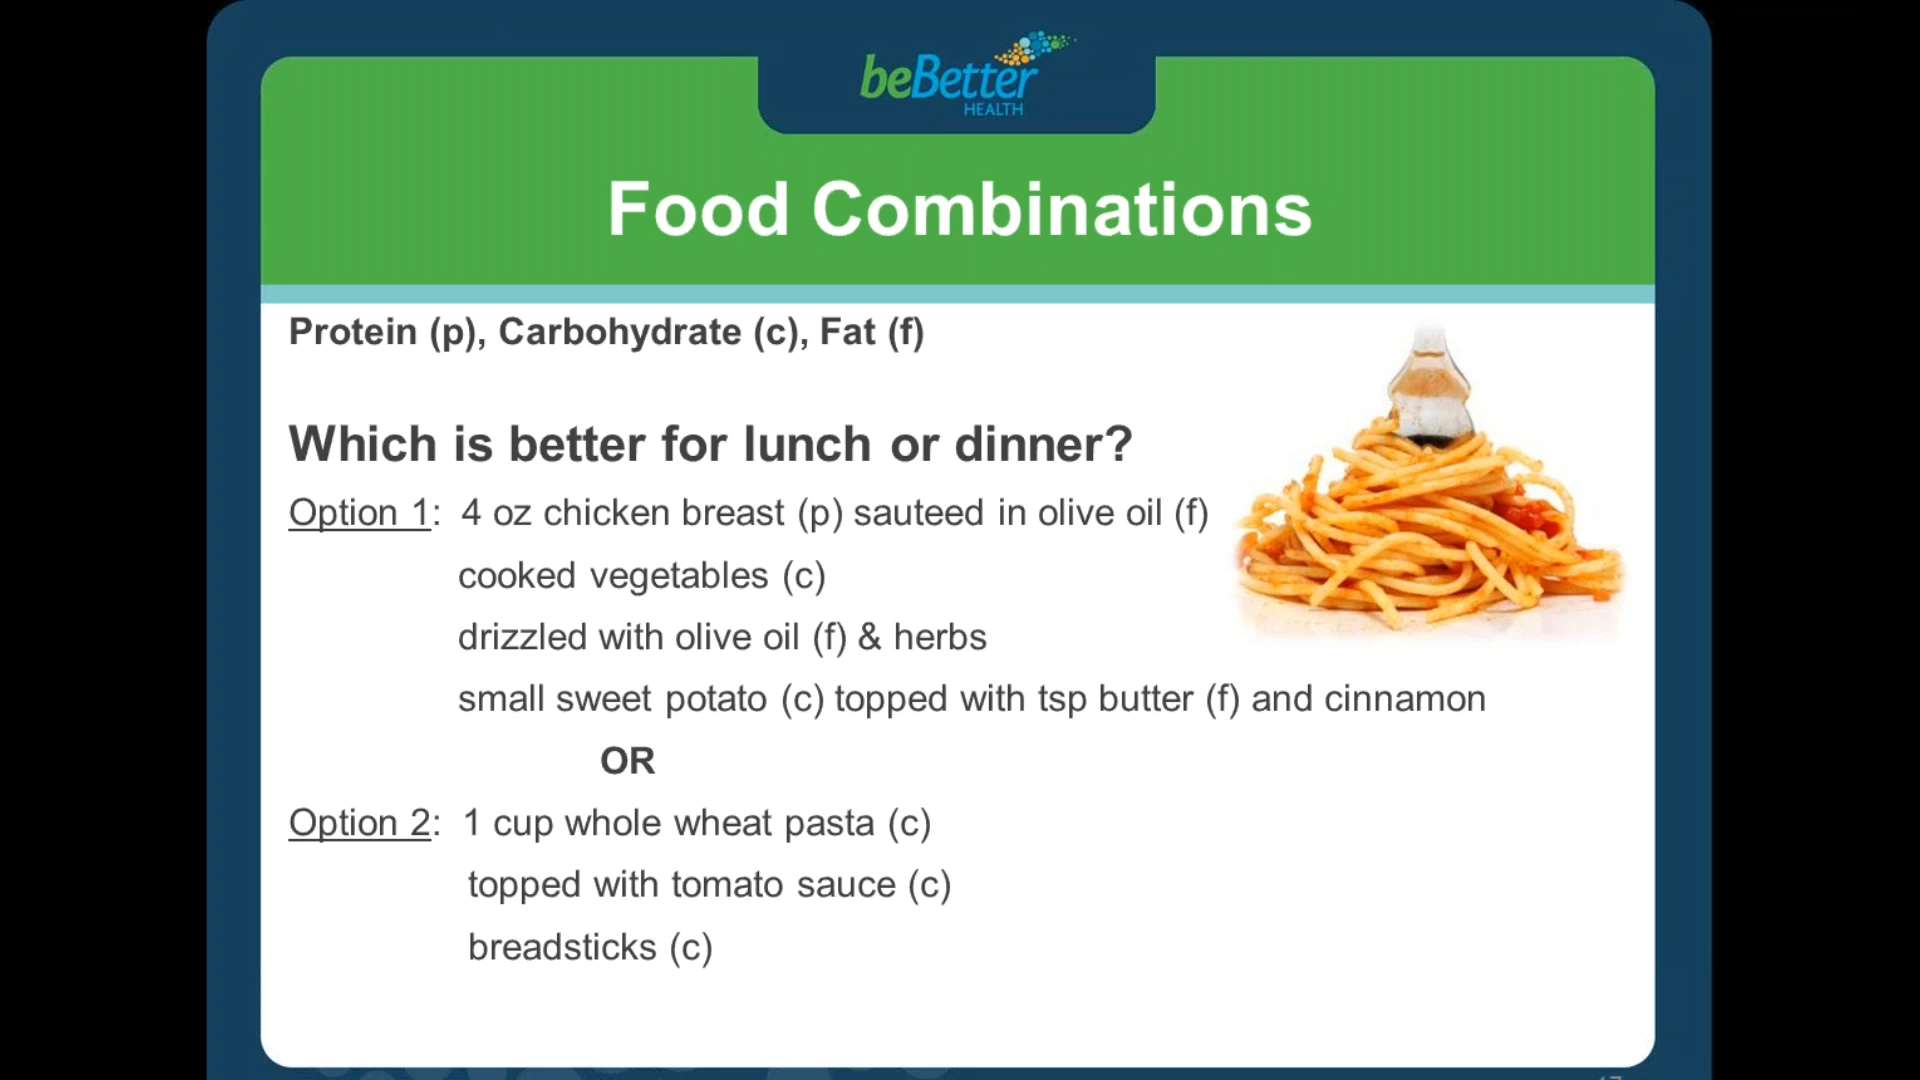 beBetter
HEALTH
Food Combinations
Protein (p), Carbohydrate (c), Fat (f)
Which is better for lunch or dinner?
Option 1: 4 oz chicken breast (p) sauteed in olive oil (f)
cooked vegetables (c)
drizzled with olive oil (f) & herbs
small sweet potato (c) topped with tsp butter (f) and cinnamon
OR
Option 2: 1 cup whole wheat pasta (c)
topped with tomato sauce (c)
breadsticks (c)